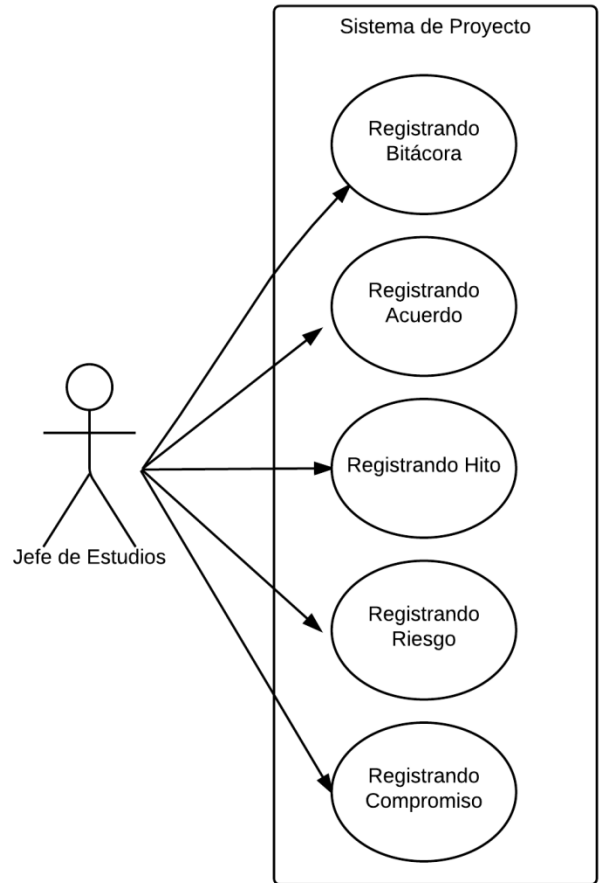 Sistema de Proyecto
Registrando
Bitácora
Registrando
Acuerdo
Registrando Hito
Jefe de Estudios
Registrando
Riesgo
Registrando
Compromiso